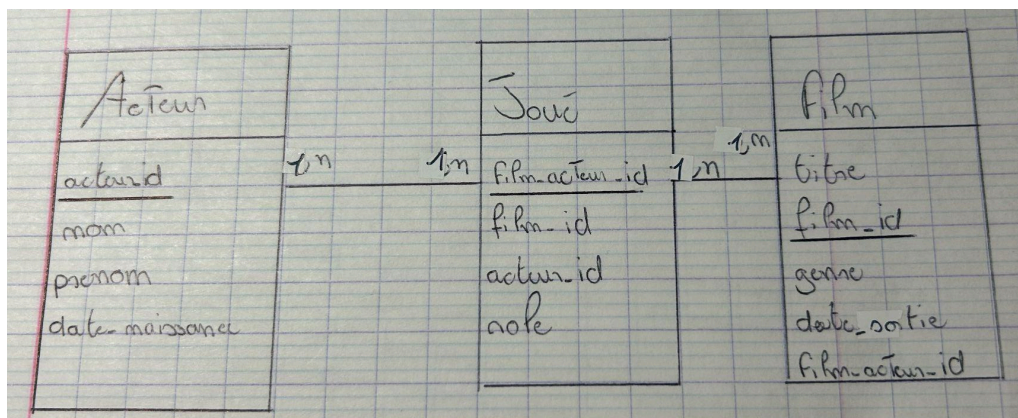 Acteur
acteur_id
nom
prenom
date_naissance
1,n
1,n
Joué
film_acteur_id
film_id
acteur_id
role
1,n
1,n
film
titre
film_id
genre
date_sortie
film_acteur_id